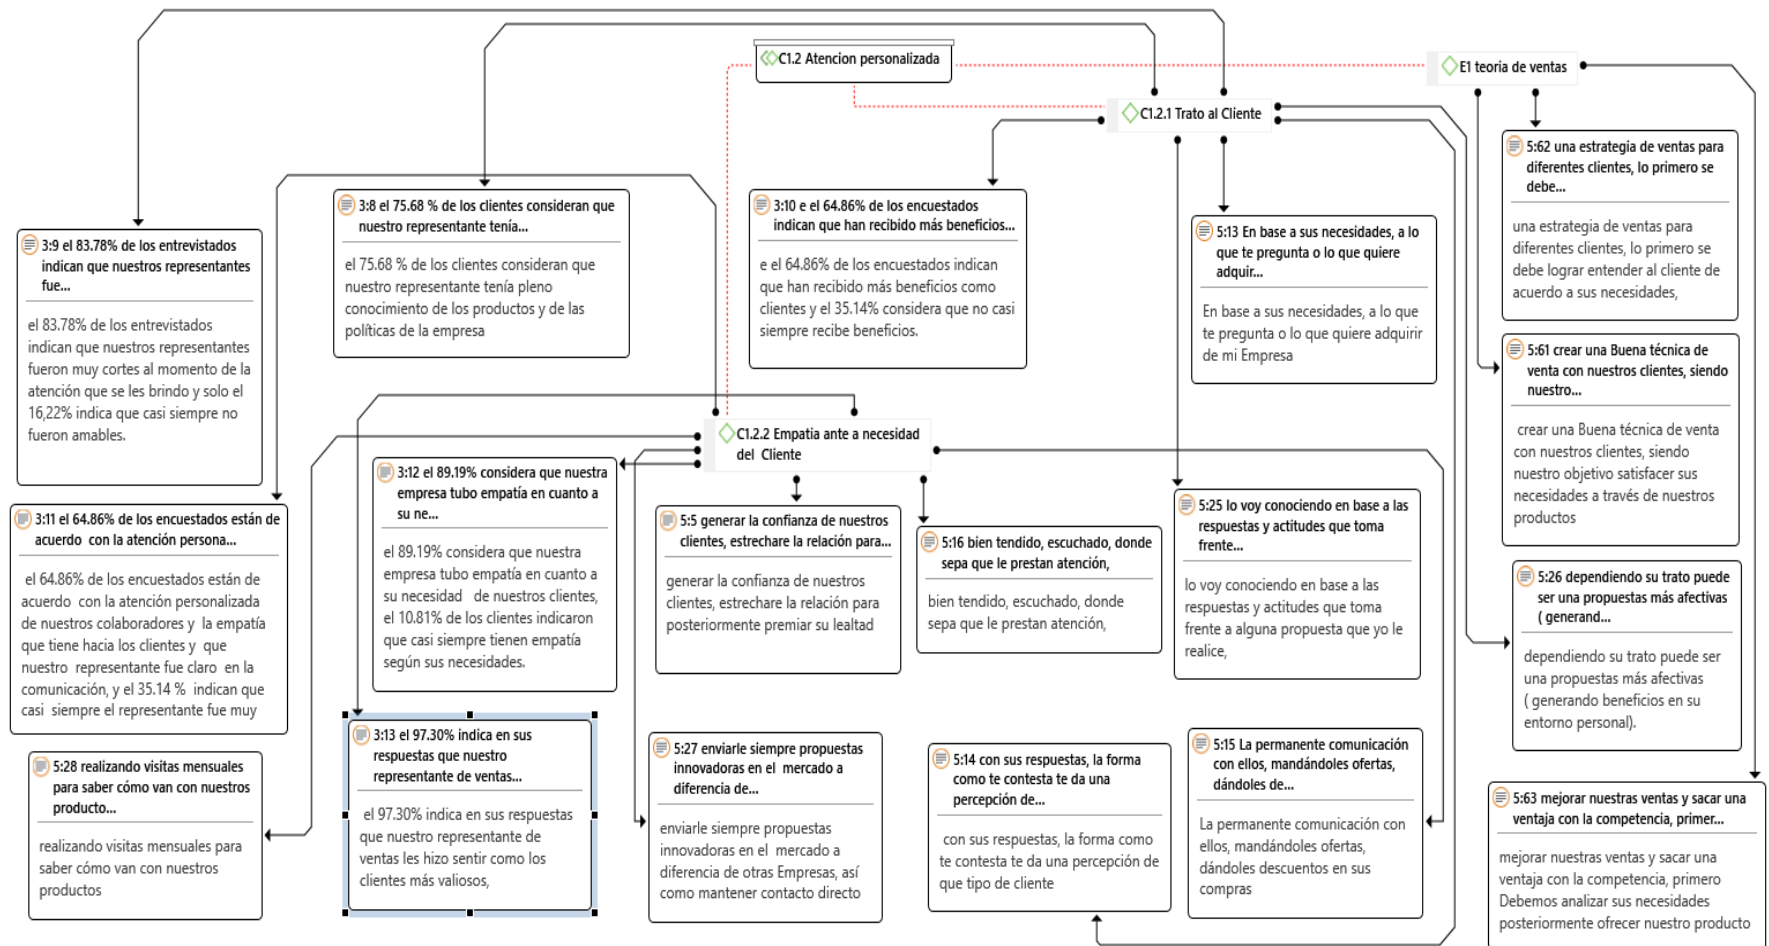 C1.2 Atencion personalizada
E1 teoria de ventas
C1.2.1 Trato al Cliente
5:62 una estrategia de ventas para
diferentes clientes, lo primero se
debe...
una estrategia de ventas para
diferentes clientes, lo primero se
debe lograr entender al cliente de
acuerdo a sus necesidades,
3:8 el 75.68 % de los clientes consideran que
nuestro representante tenía...
el 75.68 % de los clientes consideran que
nuestro representante tenía pleno
conocimiento de los productos y de las
políticas de la empresa
3:10 e el 64.86% de los encuestados
indican que han recibido más beneficios...
e el 64.86% de los encuestados indican
que han recibido más beneficios como
clientes y el 35.14% considera que no casi
siempre recibe beneficios.
5:13 En base a sus necesidades, a lo
que te pregunta o lo que quiere
adquir...
En base a sus necesidades, a lo que
te pregunta o lo que quiere adquirir
de mi Empresa
3:9 el 83.78% de los entrevistados
indican que nuestros representantes
fue...
el 83.78% de los entrevistados
indican que nuestros representantes
fueron muy cortes al momento de la
atención que se les brindo y solo el
16,22% indica que casi siempre no
fueron amables.
5:61 crear una Buena técnica de
venta con nuestros clientes, siendo
nuestro...
crear una Buena técnica de venta
con nuestros clientes, siendo
nuestro objetivo satisfacer sus
necesidades a través de nuestros
productos
C1.2.2 Empatia ante a necesidad
del Cliente
3:12 el 89.19% considera que nuestra
empresa tubo empatía en cuanto a
su ne...
el 89.19% considera que nuestra
empresa tubo empatía en cuanto a
su necesidad de nuestros clientes,
el 10.81% de los clientes indicaron
que casi siempre tienen empatía
según sus necesidades.
5:25 lo voy conociendo en base a las
respuestas y actitudes que toma
frente...
lo voy conociendo en base a las
respuestas y actitudes que toma
frente a alguna propuesta que yo le
realice,
3:11 el 64.86% de los encuestados están de
acuerdo con la atención persona...
el 64.86% de los encuestados están de
acuerdo con la atención personalizada
de nuestros colaboradores y la empatía
que tiene hacia los clientes y que
nuestro representante fue claro en la
comunicación, y el 35.14 % indican que
casi siempre el representante fue muy
5:5 generar la confianza de nuestros
clientes, estrechare la relación para...
generar la confianza de nuestros
clientes, estrechare la relación para
posteriormente premiar su lealtad
5:16 bien tendido, escuchado, donde
sepa que le prestan atención,
bien tendido, escuchado, donde
sepa que le prestan atención,
5:26 dependiendo su trato puede
ser una propuestas más afectivas
( generand...
dependiendo su trato puede ser
una propuestas más afectivas
( generando beneficios en su
entorno personal).
3:13 el 97.30% indica en sus
respuestas que nuestro
representante de ventas...
el 97.30% indica en sus respuestas
que nuestro representante de
ventas les hizo sentir como los
clientes más valiosos,
5:27 enviarle siempre propuestas
innovadoras en el mercado a
diferencia de...
enviarle siempre propuestas
innovadoras en el mercado a
diferencia de otras Empresas, así
como mantener contacto directo
5:14 con sus respuestas, la forma
como te contesta te da una
percepción de...
con sus respuestas, la forma como
te contesta te da una percepción de
que tipo de cliente
5:15 La permanente comunicación
con ellos, mandándoles ofertas,
dándoles de...
La permanente comunicación con
ellos, mandándoles ofertas,
dándoles descuentos en sus
compras
5:28 realizando visitas mensuales
para saber cómo van con nuestros
producto...
realizando visitas mensuales para
saber cómo van con nuestros
productos
5:63 mejorar nuestras ventas y sacar una
ventaja con la competencia, primer...
mejorar nuestras ventas y sacar una
ventaja con la competencia, primero
Debemos analizar sus necesidades
posteriormente ofrecer nuestro producto